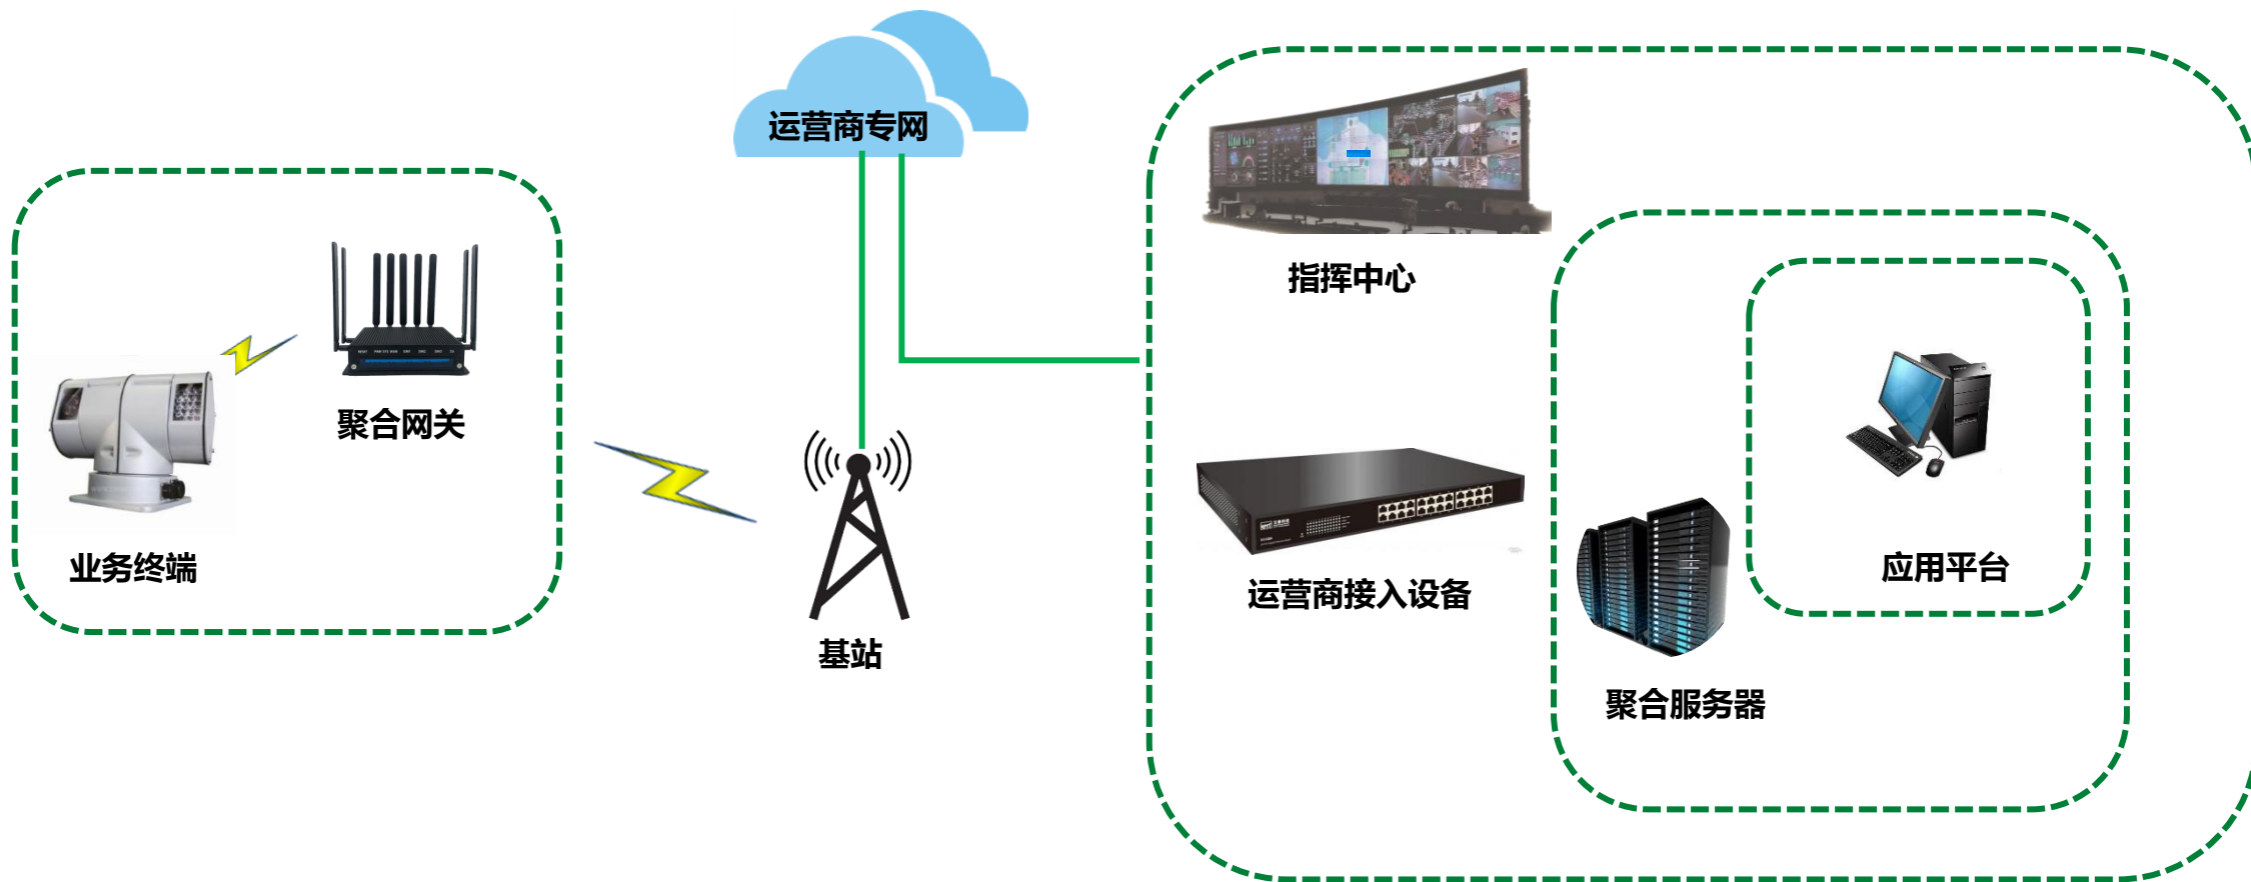 运营商专网
指挥中心
聚合网关
业务终端
基站
运营商接入设备
应用平台
聚合服务器